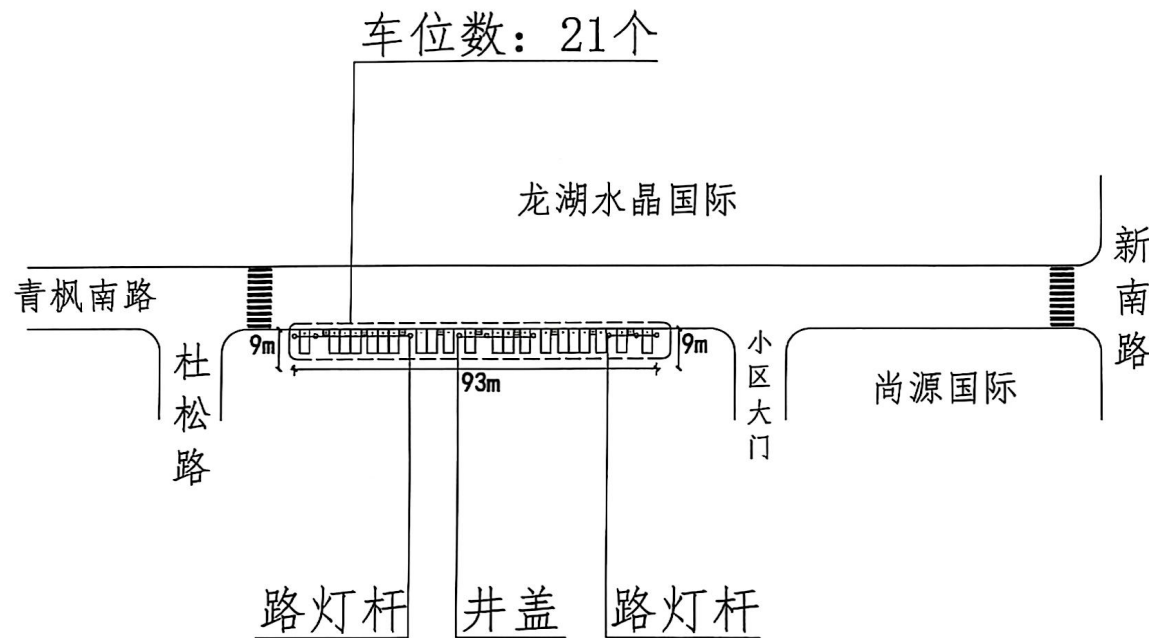 车位数：21个
龙湖水晶国际
新南路
青枫南路
9m
9m
93m
杜松路
小区大门
尚源国际
路灯杆
井盖
路灯杆